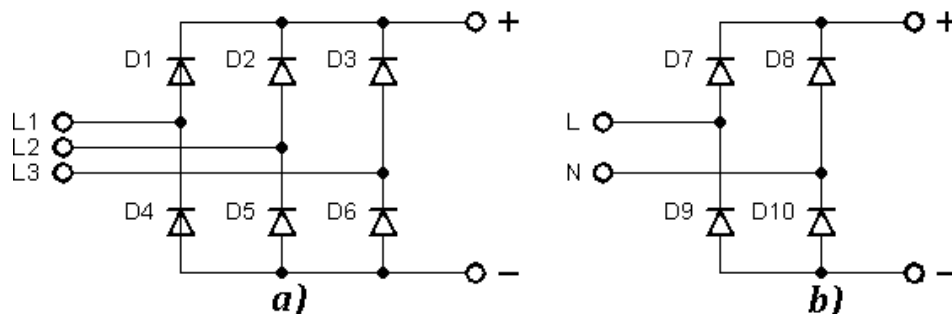 + +
D1 D2 D3 D7 D8
L1 L
L2
L3 N
D4 D5 D6 D9 D10
− −
a) b)